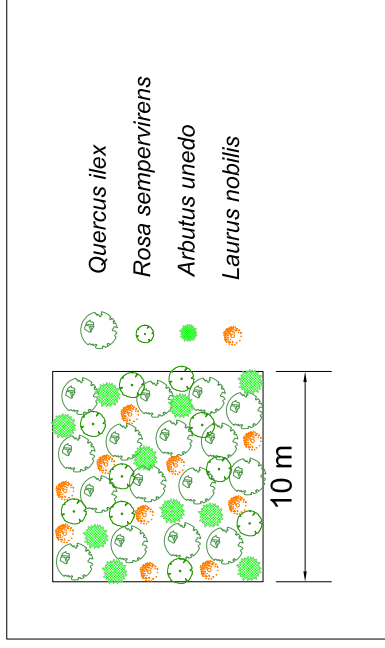 Quercus ilex
Rosa sempervirens
Arbutus unedo
Laurus nobilis
10 m